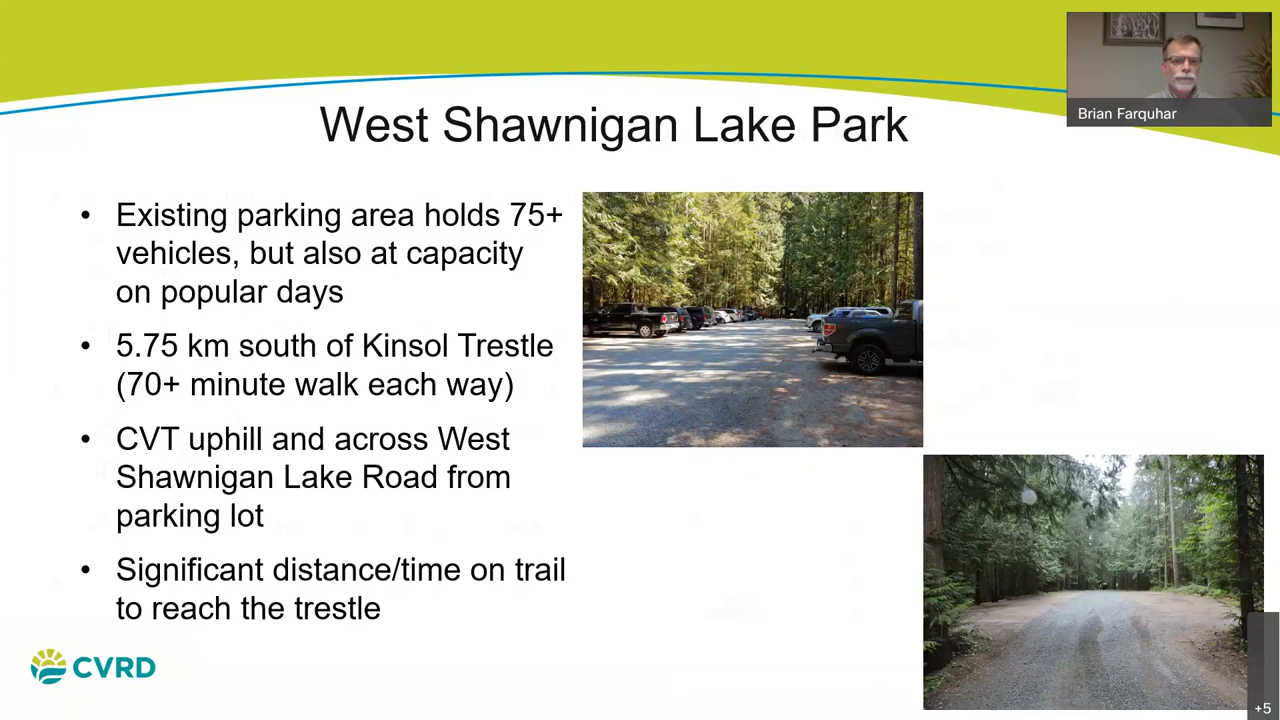 West Shawnigan Lake Park
Brian Farquhar
• Existing parking area holds 75+
vehicles, but also at capacity
on popular days
• 5.75 km south of Kinsol Trestle
(70+ minute walk each way)
• CVT uphill and across West
Shawnigan Lake Road from
parking lot
• Significant distance/time on trail
to reach the trestle
CVRD
+5